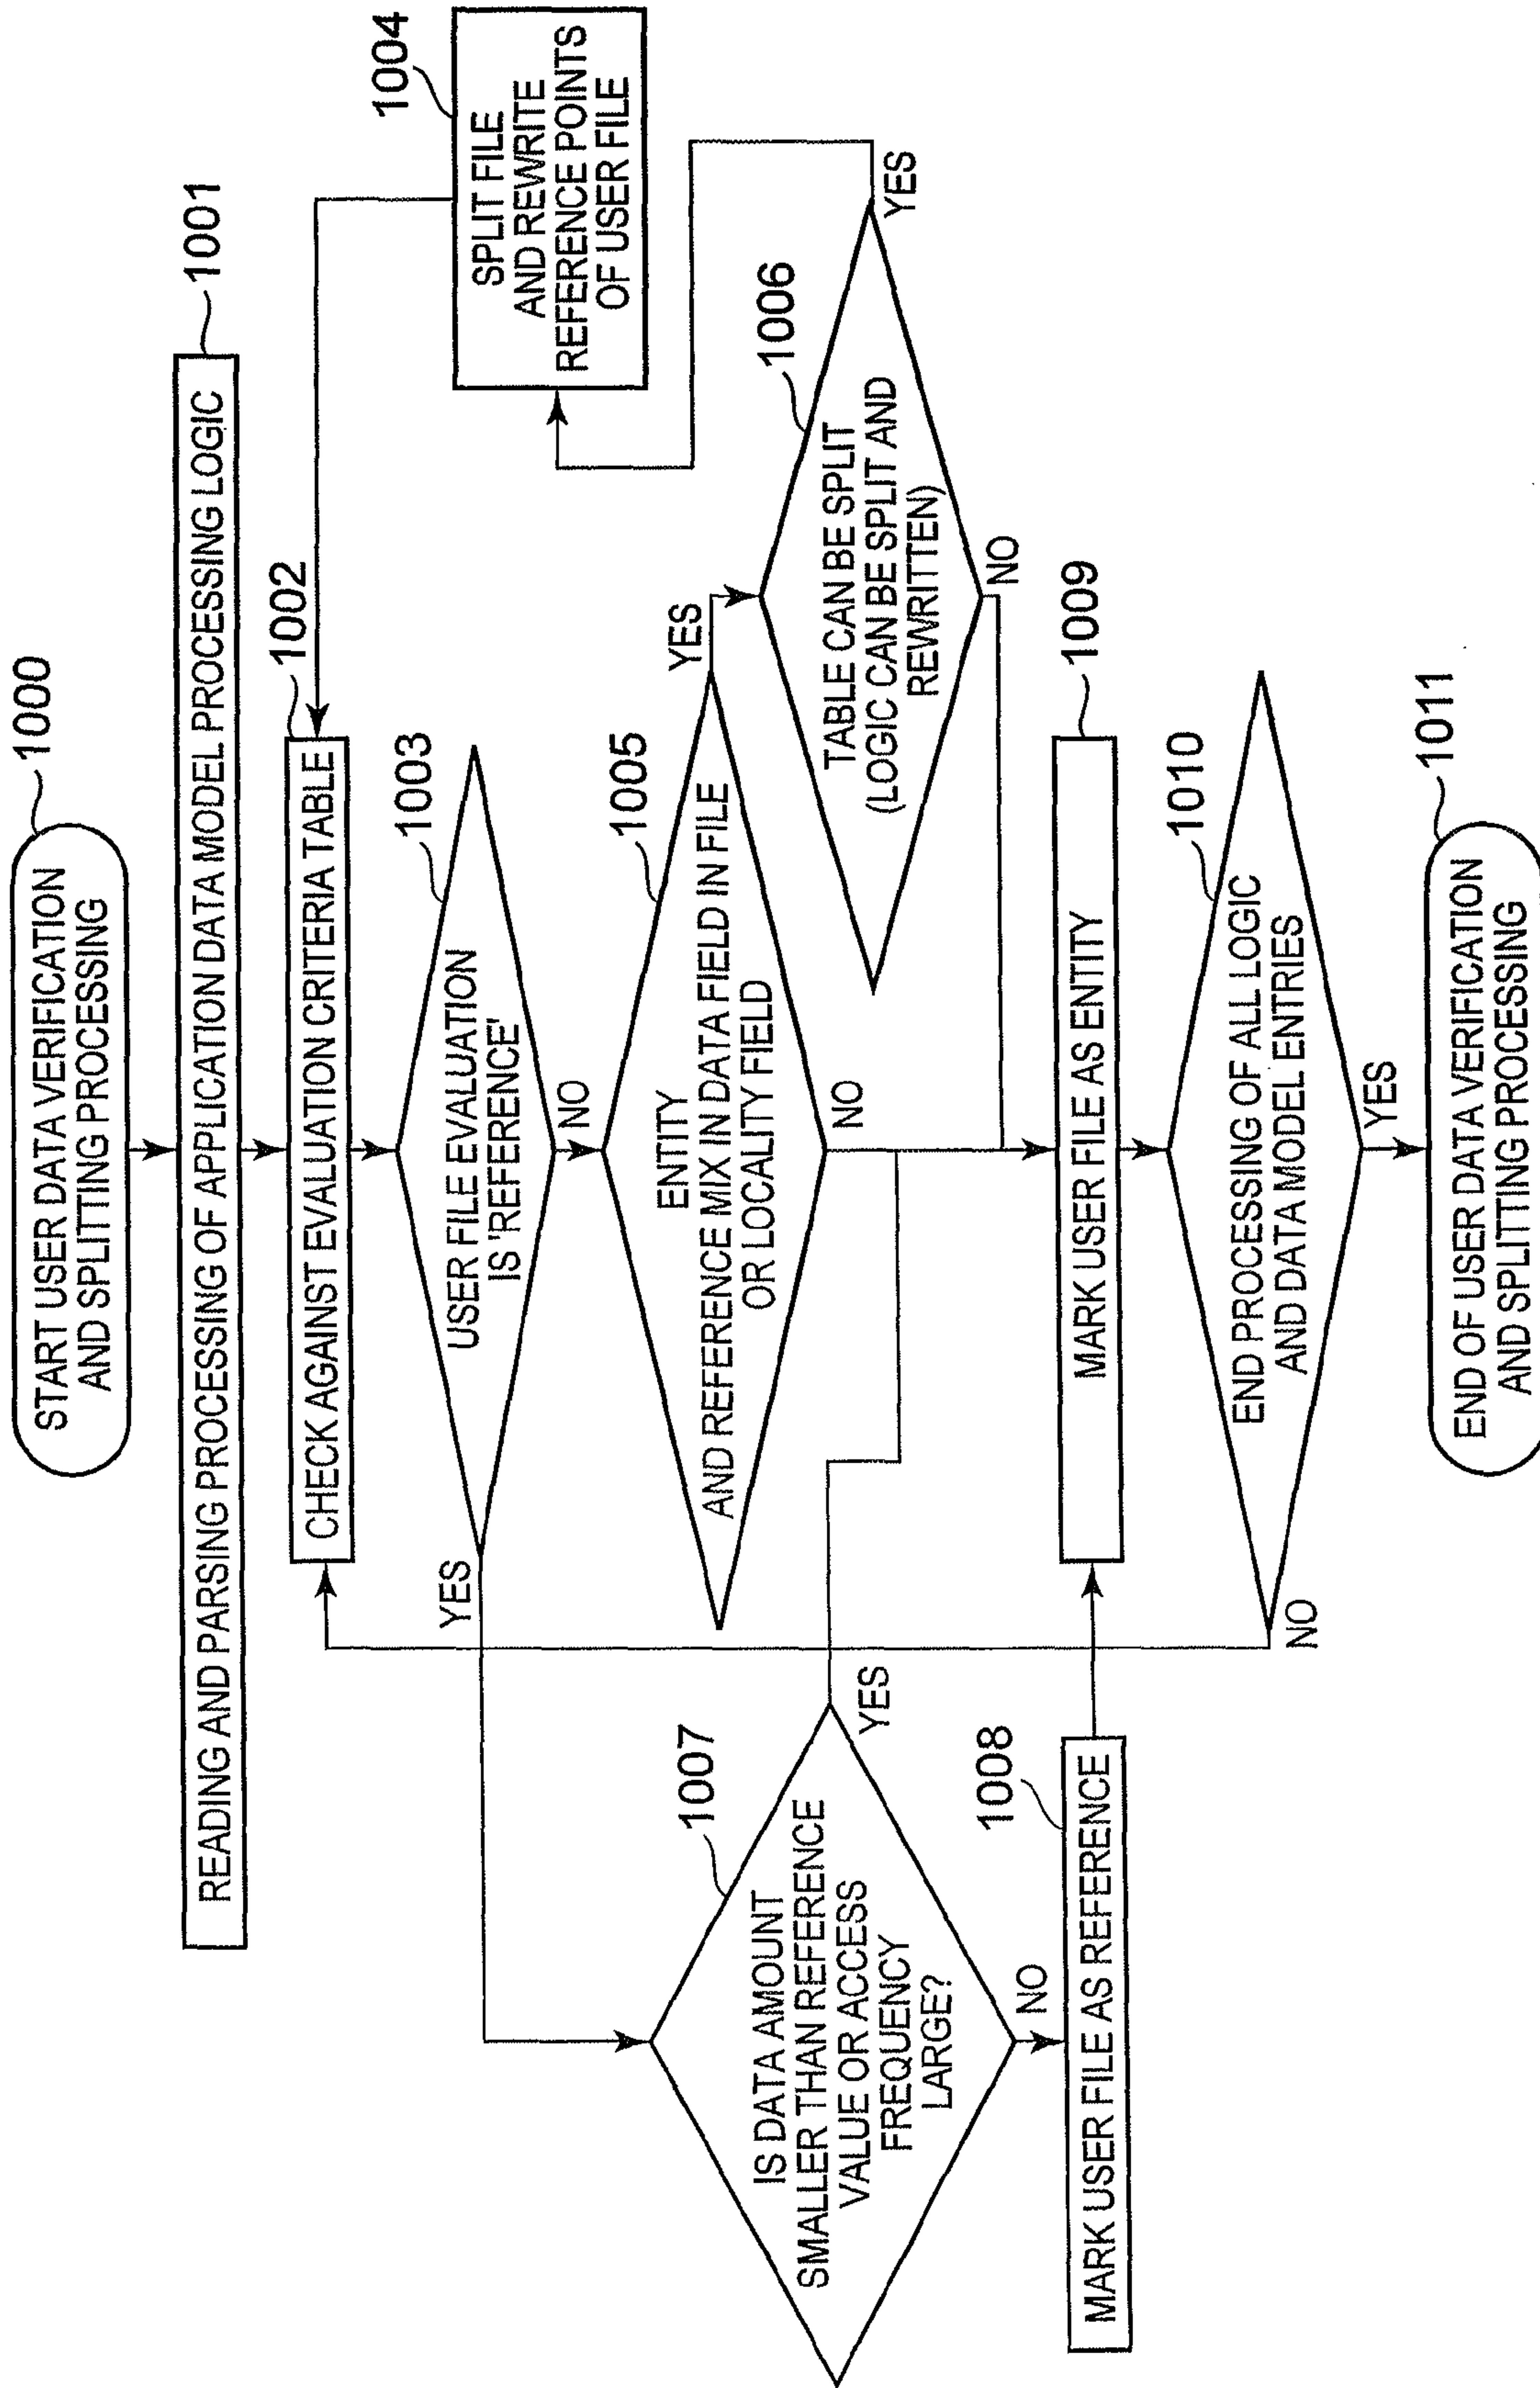 1000
START USER DATA VERIFICATION
AND SPLITTING PROCESSING
1001
READING AND PARSING PROCESSING OF APPLICATION DATA MODEL PROCESSING LOGIC
1002
CHECK AGAINST EVALUATION CRITERIA TABLE
1003
USER FILE EVALUATION
IS 'REFERENCE'
YES
NO
1004
SPLIT FILE
AND REWRITE
REFERENCE POINTS
OF USER FILE
1005
ENTITY
AND REFERENCE MIX IN DATA FIELD IN FILE
OR LOCALITY FIELD
YES
NO
1006
TABLE CAN BE SPLIT
(LOGIC CAN BE SPLIT AND
REWRITTEN)
YES
NO
1007
IS DATA AMOUNT
SMALLER THAN REFERENCE
VALUE OR ACCESS
FREQUENCY
LARGE?
YES
NO
1008
MARK USER FILE AS REFERENCE
1009
MARK USER FILE AS ENTITY
1010
END PROCESSING OF ALL LOGIC
AND DATA MODEL ENTRIES
NO
YES
1011
END OF USER DATA VERIFICATION
AND SPLITTING PROCESSING